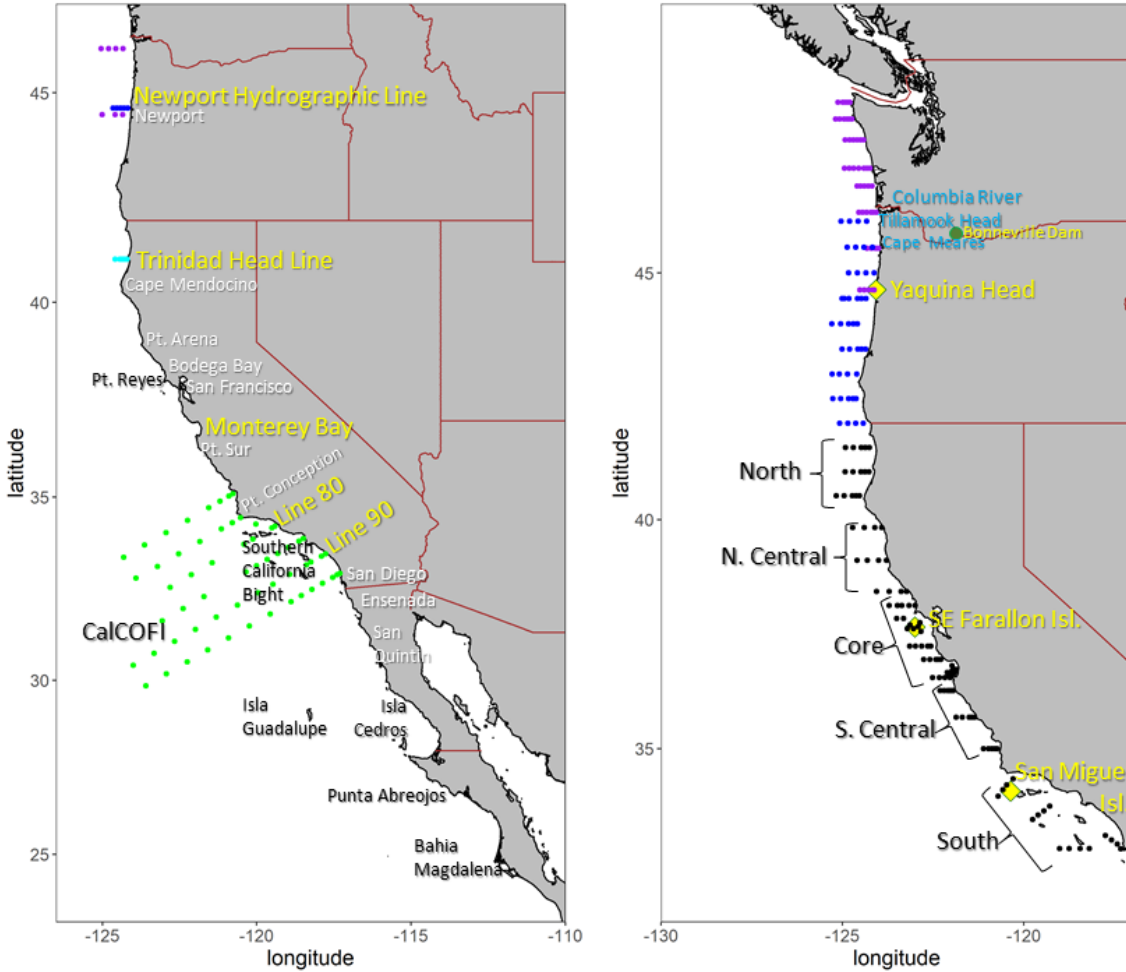 Newport Hydrographic Line
Newport
Trinidad Head Line
Cape Mendocino
Pt. Arena
Bodega Bay
Pt. Reyes
San Francisco
Monterey Bay
Pt. Sur
Pt. Conception
Line 80
Line 90
Southern
California
Bight
San Diego
Ensenada
San
Quintin
CalCOFI
Isla
Guadalupe
Isla
Cedros
Punta Abreojos
Bahia
Magdalena
45
40
35
30
25
latitude
-125
-120
-115
-110
longitude
Columbia River
Tillamook Head
Bonneville Dam
Cape Meares
Yaquina Head
North
N. Central
SE Farallon Isl.
Core
S. Central
San Migue
Isl
South
45
40
35
latitude
-130
-125
-120
longitude